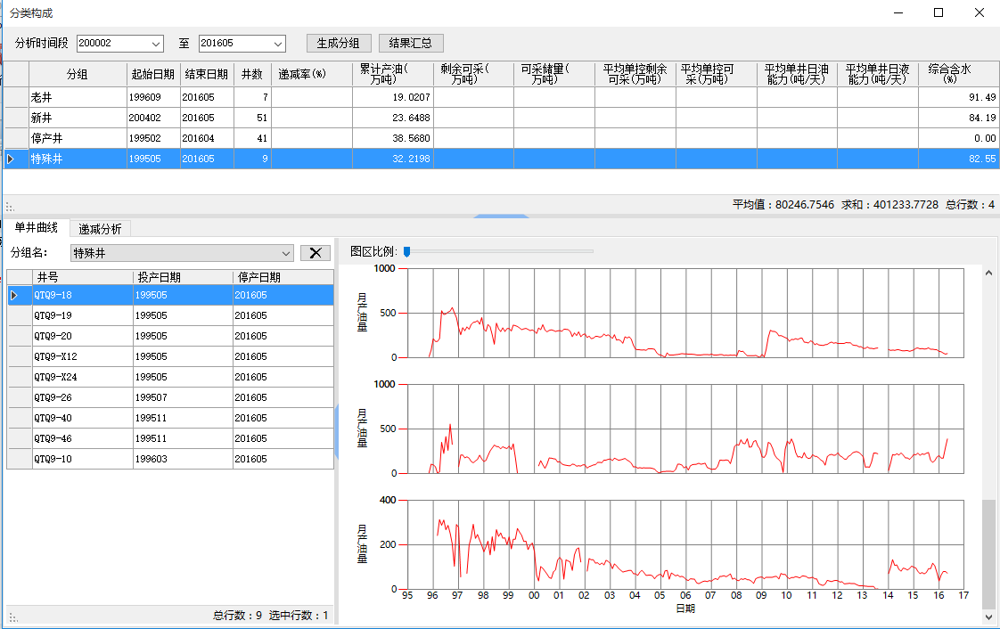 分类构成
分析时间段 200002 至 201605 生成分组 结果汇总
分组 起始日期 结束日期 井数 递减率(%) 累计产油(万吨) 剩余可采(万吨) 可采储量(万吨) 平均单控剩余可采(万吨) 平均单控可采(万吨) 平均单井日油能力(吨/天) 平均单井日液能力(吨/天) 综合含水(%)
老井 199609 201605 7 19.0207 91.49
新井 200402 201605 51 23.6488 84.19
停产井 199502 201604 41 38.5680 0.00
特殊井 199505 201605 9 32.2198 82.55
平均值：80246.7546 求和：401233.7728 总行数：4
单井曲线 递减分析
分组名： 特殊井
井号 投产日期 停产日期
QTQ9-18 199505 201605
QTQ9-19 199505 201605
QTQ9-20 199505 201605
QTQ9-X12 199505 201605
QTQ9-X24 199505 201605
QTQ9-26 199507 201605
QTQ9-40 199511 201605
QTQ9-46 199511 201605
QTQ9-10 199603 201605
总行数：9 选中行数：1
图区比例:
1000
月产油量
500
0
1000
月产油量
500
0
400
月产油量
200
0
95 96 97 98 99 00 01 02 03 04 05 06 07 08 09 10 11 12 13 14 15 16 17
日期